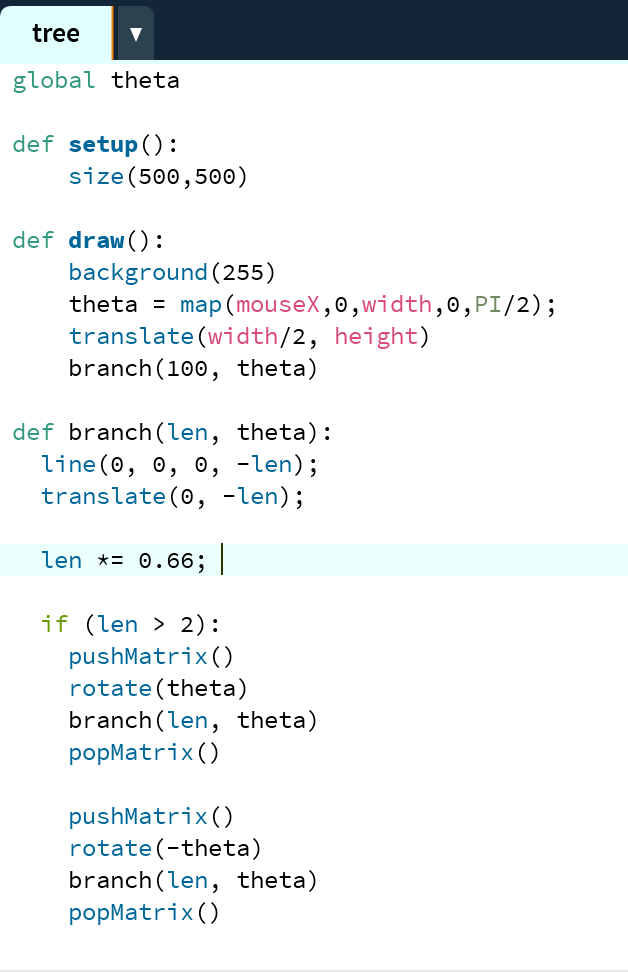 tree ▼
global theta

def setup():
    size(500,500)

def draw():
    background(255)
    theta = map(mouseX,0,width,0,PI/2);
    translate(width/2, height)
    branch(100, theta)

def branch(len, theta):
  line(0, 0, 0, -len);
  translate(0, -len);

  len *= 0.66;

  if (len > 2):
    pushMatrix()
    rotate(theta)
    branch(len, theta)
    popMatrix()

    pushMatrix()
    rotate(-theta)
    branch(len, theta)
    popMatrix()